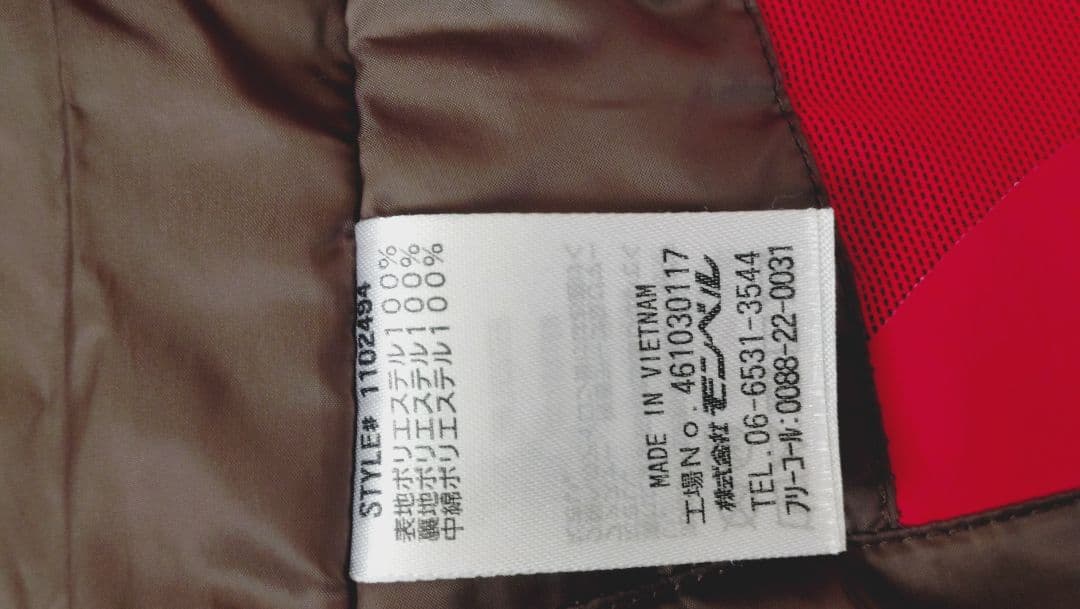 STYLE# 1102494
表地ポリエステル100%
裏地ポリエステル100%
中綿ポリエステル100%
MADE IN VIETNAM
工場No. 461030117
株式会社モンベル
TEL.06-6531-3544
フリーコール:0088-22-0031